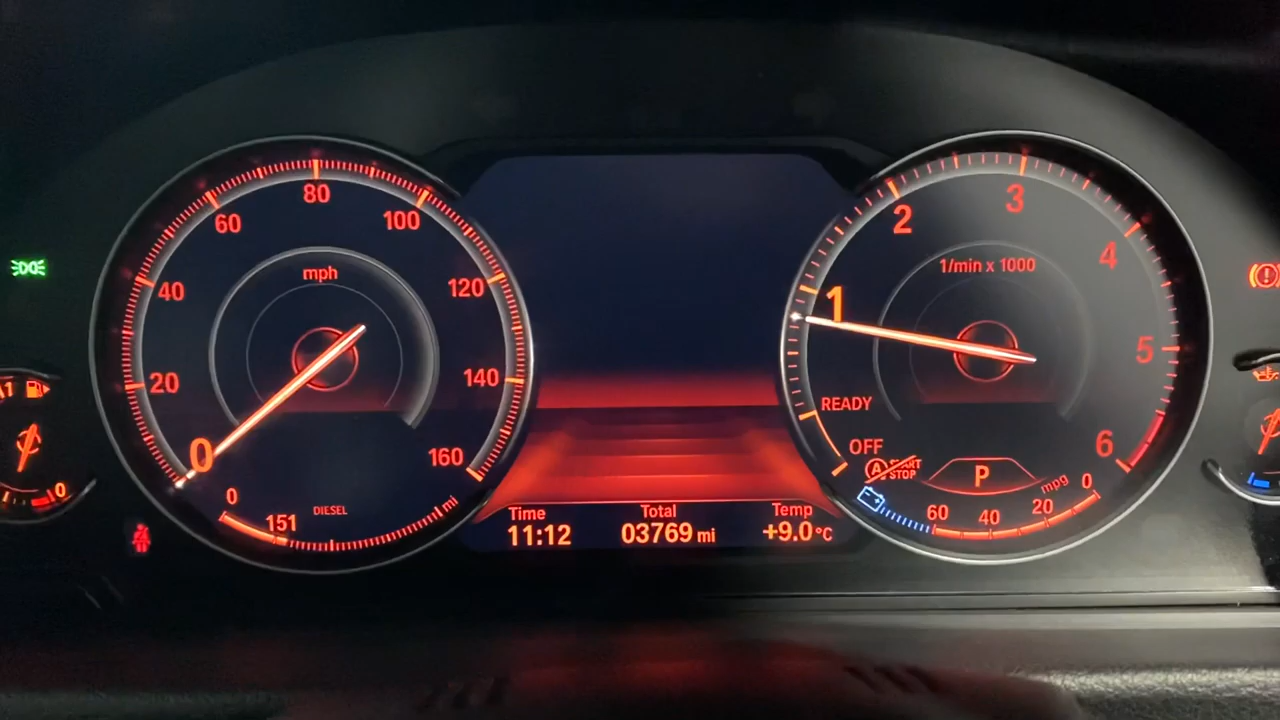 mph
0
20
40
60
80
100
120
140
160
0
151
DIESEL
mi
Time
11:12
Total
03769 mi
Temp
+9.0°C
1/min x 1000
1
2
3
4
5
6
READY
OFF
A START
STOP
P
60
40
20
0
mpg
0